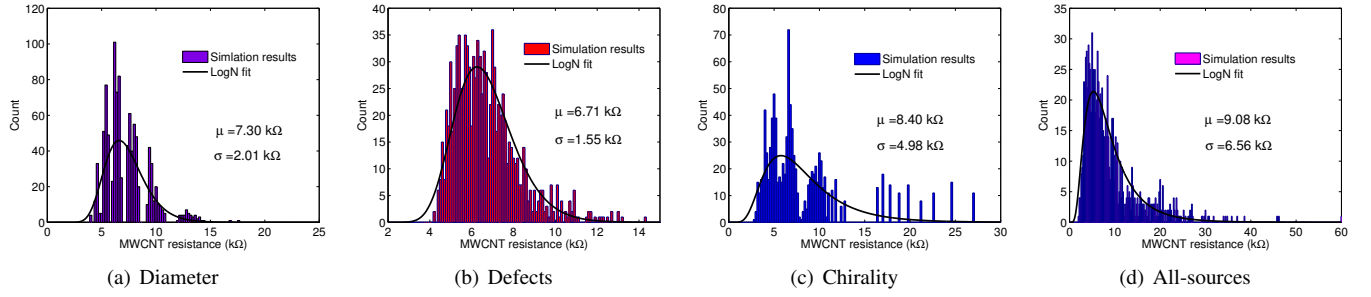 120
100
80
60
40
20
0
Count
0 5 10 15 20 25
MWCNT resistance (kΩ)
Simlation results
LogN fit
μ =7.30 kΩ
σ =2.01 kΩ
(a) Diameter
40
35
30
25
20
15
10
5
0
Count
2 4 6 8 10 12 14
MWCNT resistance (kΩ)
Simulation results
LogN fit
μ =6.71 kΩ
σ =1.55 kΩ
(b) Defects
80
70
60
50
40
30
20
10
0
Count
0 5 10 15 20 25 30
MWCNT resistance (kΩ)
Simulation results
LogN fit
μ =8.40 kΩ
σ =4.98 kΩ
(c) Chirality
35
30
25
20
15
10
5
0
Count
0 10 20 30 40 50 60
MWCNT resistance (kΩ)
Simulation results
LogN fit
μ =9.08 kΩ
σ =6.56 kΩ
(d) All-sources